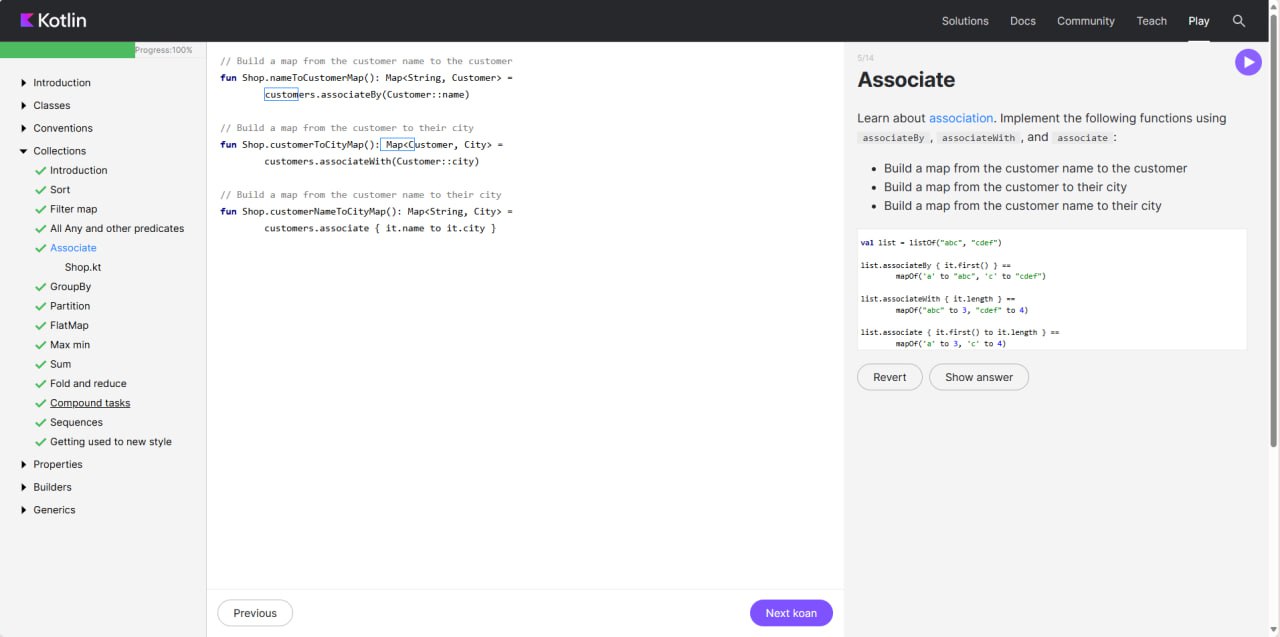 Kotlin
Solutions Docs Community Teach Play
Progress:100%
Introduction
Classes
Conventions
Collections
Introduction
Sort
Filter map
All Any and other predicates
Associate
Shop.kt
GroupBy
Partition
FlatMap
Max min
Sum
Fold and reduce
Compound tasks
Sequences
Getting used to new style
Properties
Builders
Generics
// Build a map from the customer name to the customer
fun Shop.nameToCustomerMap(): Map<String, Customer> =
customers.associateBy(Customer::name)
// Build a map from the customer to their city
fun Shop.customerToCityMap(): Map<Customer, City> =
customers.associateWith(Customer::city)
// Build a map from the customer name to their city
fun Shop.customerNameToCityMap(): Map<String, City> =
customers.associate { it.name to it.city }
Previous
Next koan
5/14
Associate
Learn about association. Implement the following functions using
associateBy , associateWith , and associate :
Build a map from the customer name to the customer
Build a map from the customer to their city
Build a map from the customer name to their city
val list = listOf("abc", "cdef")
list.associateBy { it.first() } ==
mapOf('a' to "abc", 'c' to "cdef")
list.associateWith { it.length } ==
mapOf("abc" to 3, "cdef" to 4)
list.associate { it.first() to it.length } ==
mapOf('a' to 3, 'c' to 4)
Revert
Show answer